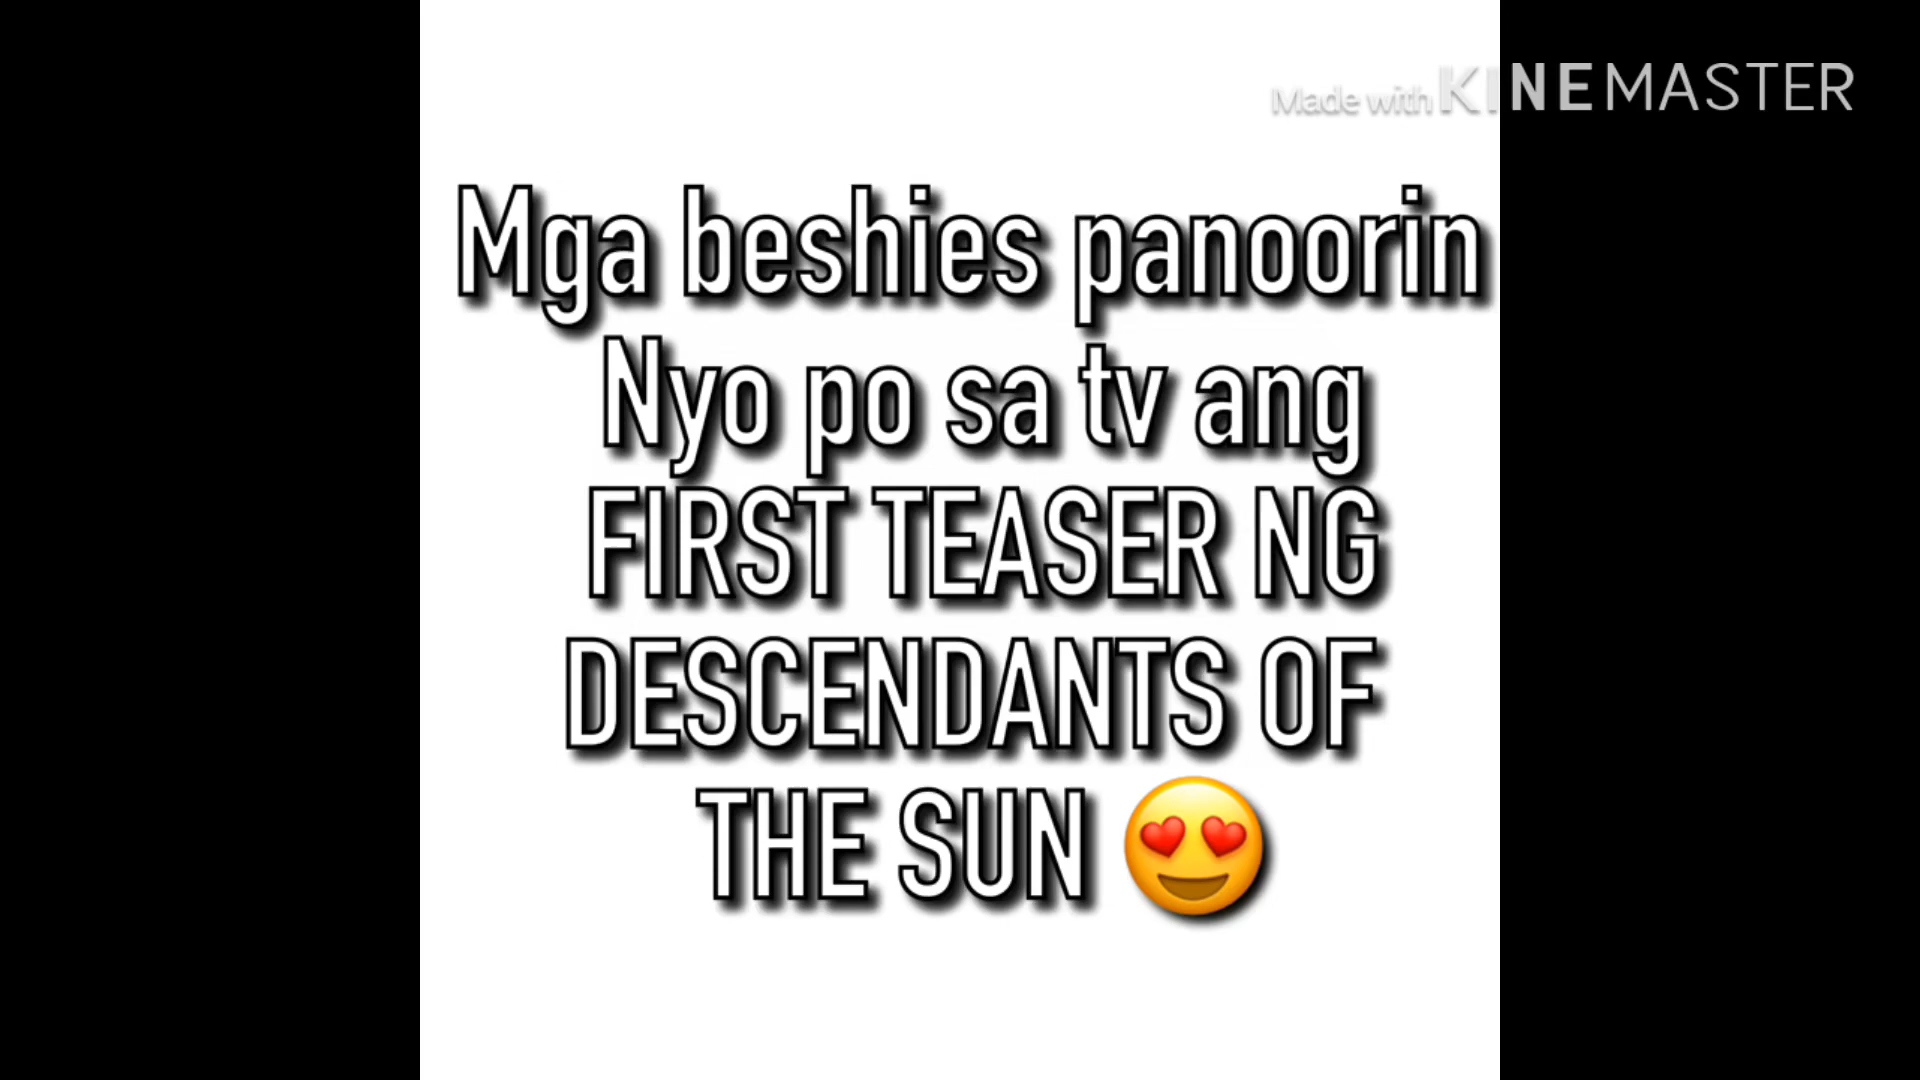 Made with KINEMASTER
Mga beshies panoorin
Nyo po sa tv ang
FIRST TEASER NG
DESCENDANTS OF
THE SUN 😍